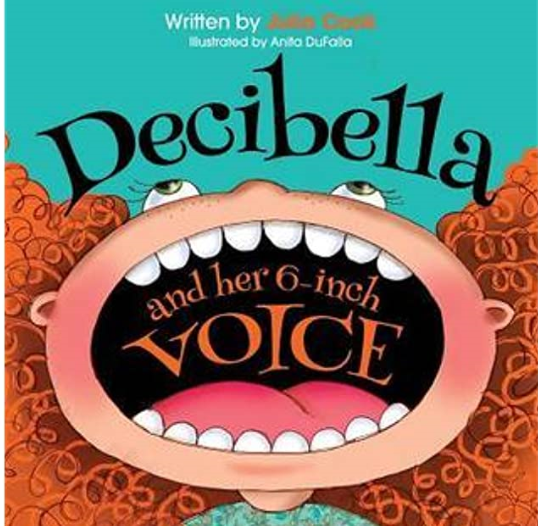 Written by Julia Cook
Illustrated by Anita DuFalla
Decibella
and her 6-inch
VOICE